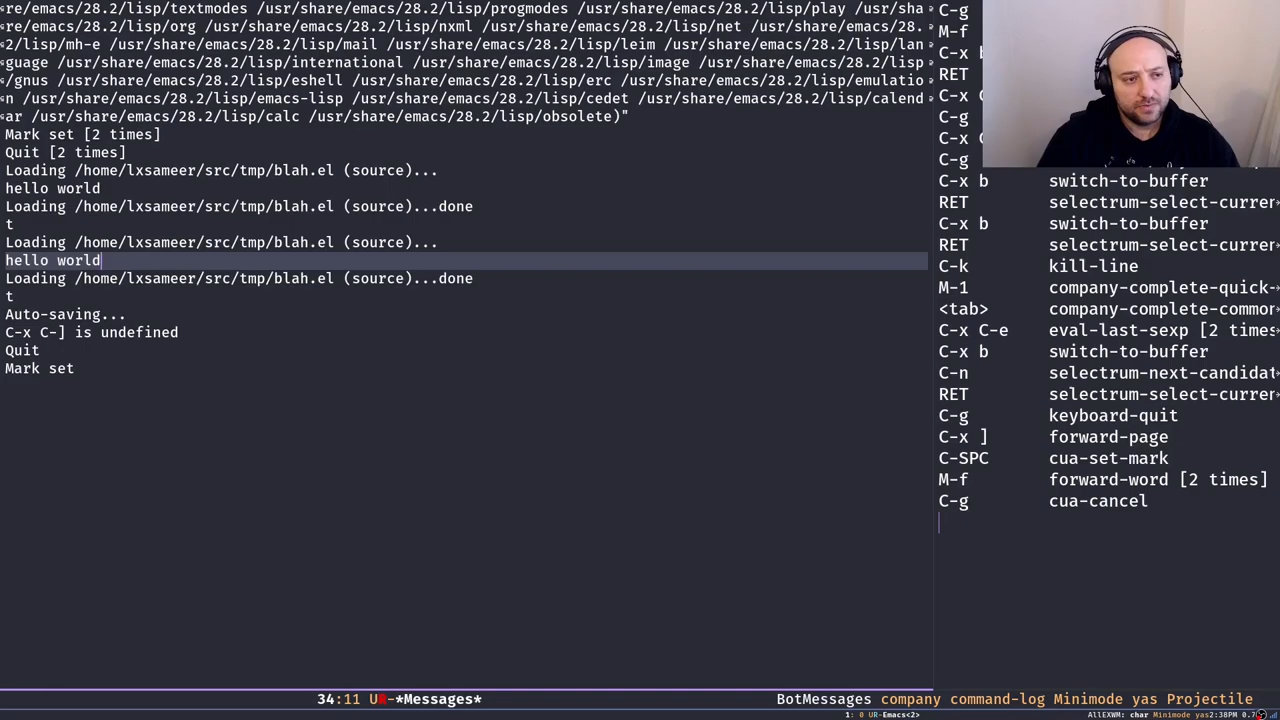 re/emacs/28.2/lisp/textmodes /usr/share/emacs/28.2/lisp/progmodes /usr/share/emacs/28.2/lisp/play /usr/sha
re/emacs/28.2/lisp/org /usr/share/emacs/28.2/lisp/nxml /usr/share/emacs/28.2/lisp/net /usr/share/emacs/28.
2/lisp/mh-e /usr/share/emacs/28.2/lisp/mail /usr/share/emacs/28.2/lisp/leim /usr/share/emacs/28.2/lisp/lan
guage /usr/share/emacs/28.2/lisp/international /usr/share/emacs/28.2/lisp/image /usr/share/emacs/28.2/lisp
/gnus /usr/share/emacs/28.2/lisp/eshell /usr/share/emacs/28.2/lisp/erc /usr/share/emacs/28.2/lisp/emulatio
n /usr/share/emacs/28.2/lisp/emacs-lisp /usr/share/emacs/28.2/lisp/cedet /usr/share/emacs/28.2/lisp/calend
ar /usr/share/emacs/28.2/lisp/calc /usr/share/emacs/28.2/lisp/obsolete)"
Mark set [2 times]
Quit [2 times]
Loading /home/lxsameer/src/tmp/blah.el (source)...
hello world
Loading /home/lxsameer/src/tmp/blah.el (source)...done
t
Loading /home/lxsameer/src/tmp/blah.el (source)...
hello world
Loading /home/lxsameer/src/tmp/blah.el (source)...done
t
Auto-saving...
C-x C-] is undefined
Quit
Mark set
C-g
M-f
C-x
RET
C-x
C-g
C-x
C-g
C-x b switch-to-buffer
RET selectrum-select-curren
C-x b switch-to-buffer
RET selectrum-select-curren
C-k kill-line
M-1 company-complete-quick-
<tab> company-complete-common
C-x C-e eval-last-sexp [2 times
C-x b switch-to-buffer
C-n selectrum-next-candidat
RET selectrum-select-curren
C-g keyboard-quit
C-x ] forward-page
C-SPC cua-set-mark
M-f forward-word [2 times]
C-g cua-cancel
34:11 *Messages* BotMessages company command-log Minimode yas Projectile
1: 0 UR-Emacs<2> AllEXWM: char Minimode yas2:38PM